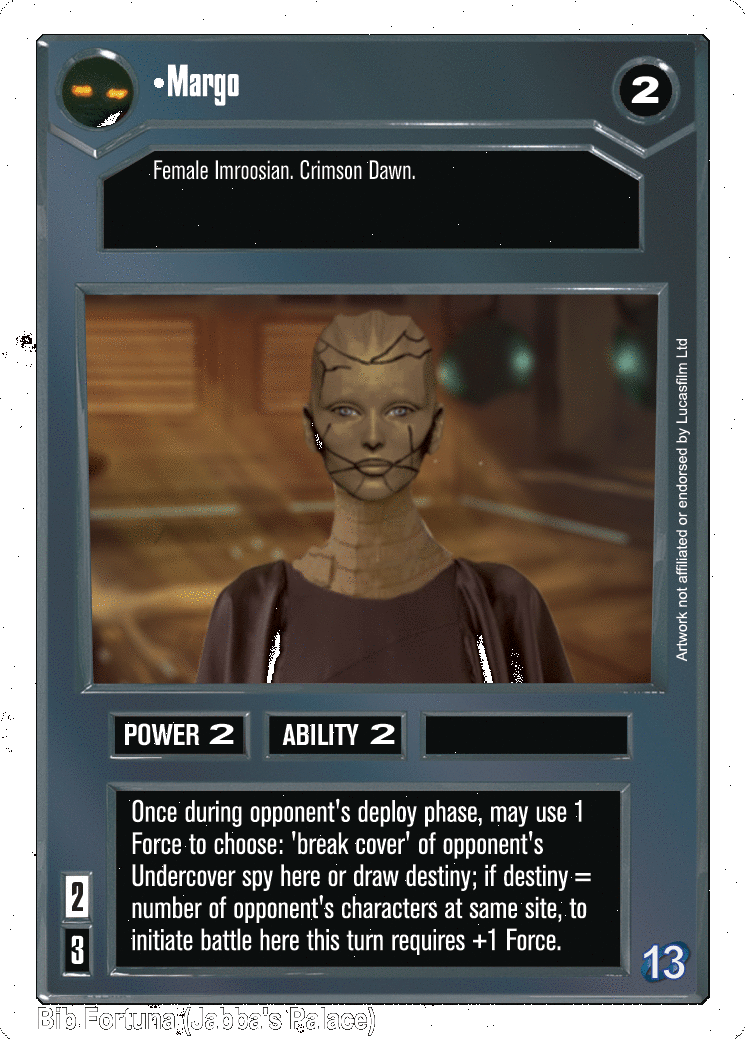 •Margo
2
Female Imroosian. Crimson Dawn.
Artwork not affiliated or endorsed by Lucasfilm Ltd
POWER 2
ABILITY 2
Once during opponent's deploy phase, may use 1
Force to choose: 'break cover' of opponent's
Undercover spy here or draw destiny; if destiny =
number of opponent's characters at same site, to
initiate battle here this turn requires +1 Force.
2
3
13
Bib Fortuna (Jabba's Palace)